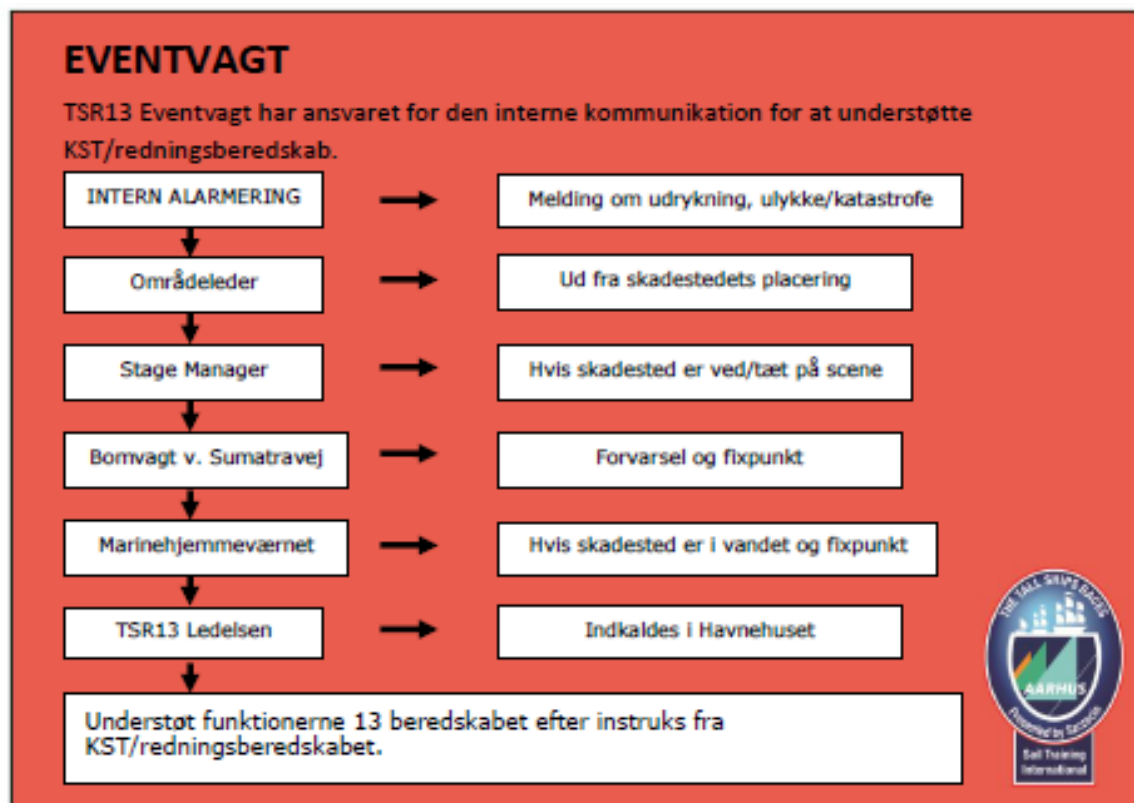 EVENTVAGT
TSR13 Eventvagt har ansvaret for den interne kommunikation for at understøtte
KST/redningsberedskab.
INTERN ALARMERING
Melding om udrykning, ulykke/katastrofe
Områdeleder
Ud fra skadestedets placering
Stage Manager
Hvis skadested er ved/tæt på scene
Bomvagt v. Sumatravej
Forvarsel og fixpunkt
Marinehjemmeværnet
Hvis skadested er i vandet og fixpunkt
TSR13 Ledelsen
Indkaldes i Havnehuset
Understøt funktionerne 13 beredskabet efter instruks fra
KST/redningsberedskabet.
THE TALL SHIPS RACES
AARHUS
Presented by Szczecin
Sail Training
International